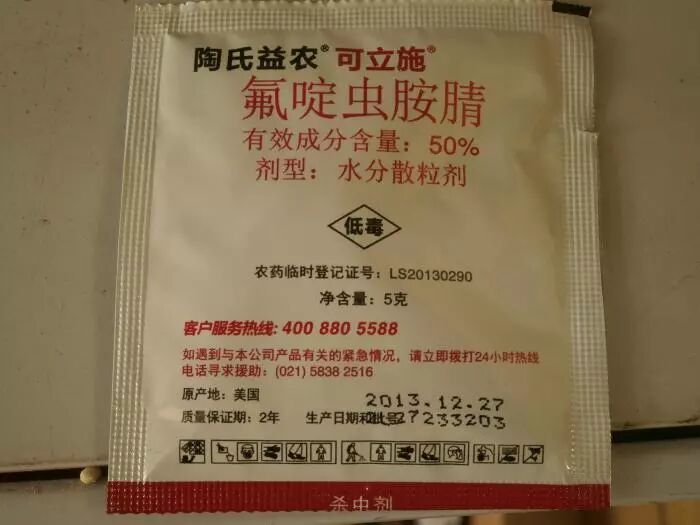 陶氏益农® 可立施®
氟啶虫胺腈
有效成分含量：50%
剂型：水分散粒剂
低毒
农药临时登记证号：LS20130290
净含量：5克
客户服务热线: 400 880 5588
如遇到与本公司产品有关的紧急情况，请立即拨打24小时热线
电话寻求援助：(021) 5838 2516
原产地：美国
2013.12.27
质量保证期：2年 生产日期和批号
27233203
杀虫剂